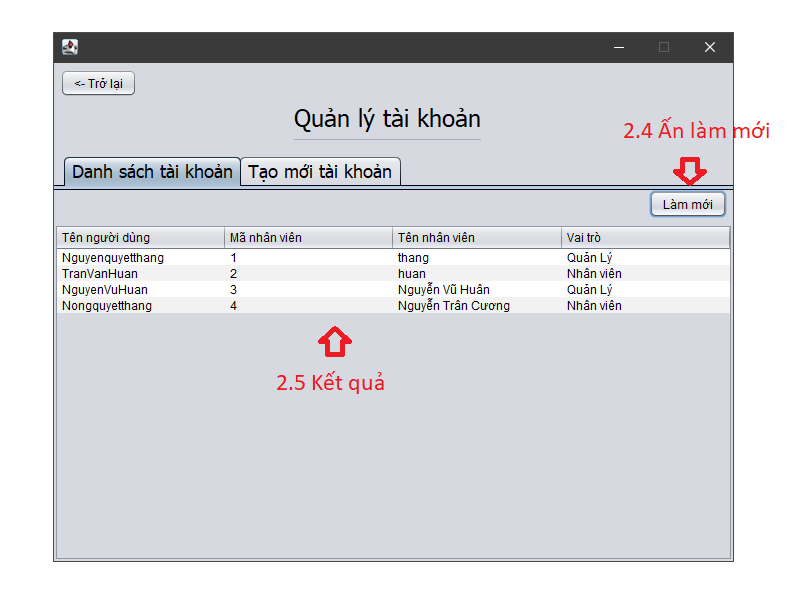 <- Trở lại
Quản lý tài khoản
2.4 Ấn làm mới
Danh sách tài khoản Tạo mới tài khoản
Làm mới
Tên người dùng Mã nhân viên Tên nhân viên Vai trò
Nguyenquyetthang 1 thang Quản Lý
TranVanHuan 2 huan Nhân viên
NguyenVuHuan 3 Nguyễn Vũ Huân Quản Lý
Nongquyetthang 4 Nguyễn Trân Cương Nhân viên
2.5 Kết quả